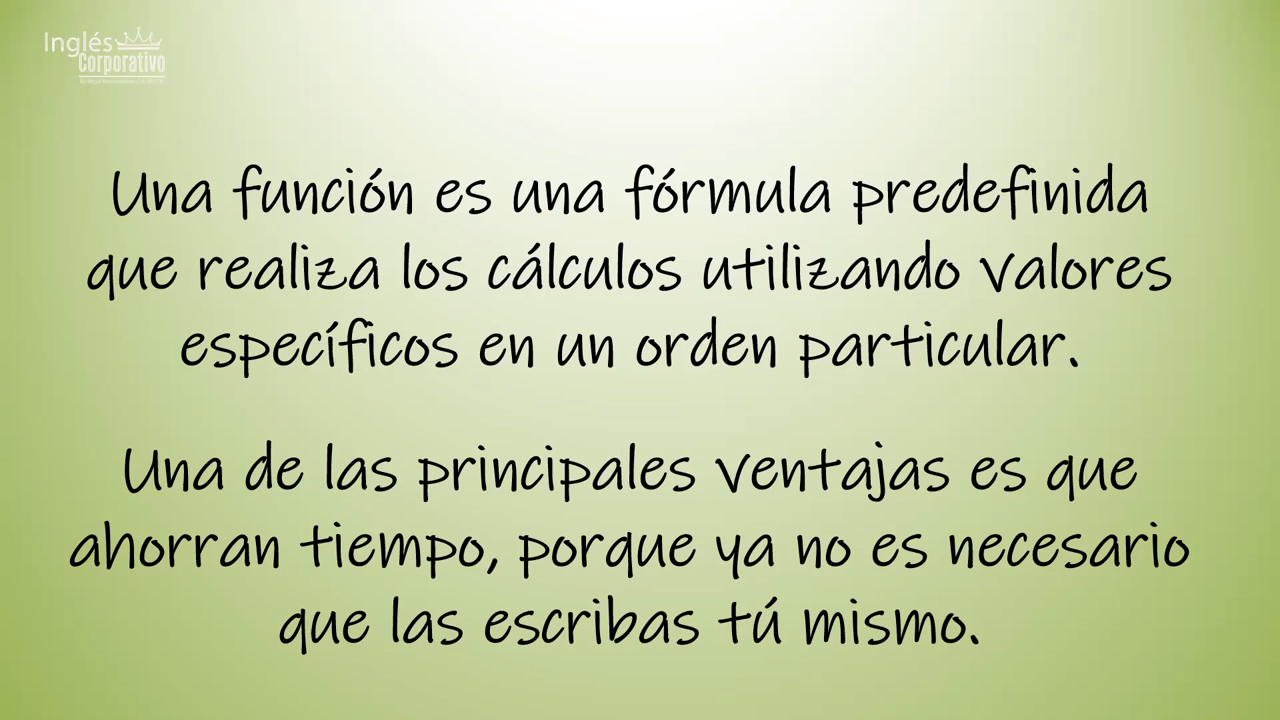 Inglés
Corporativo
Una función es una fórmula predefinida
que realiza los cálculos utilizando valores
específicos en un orden particular.
Una de las principales ventajas es que
ahorran tiempo, porque ya no es necesario
que las escribas tú mismo.